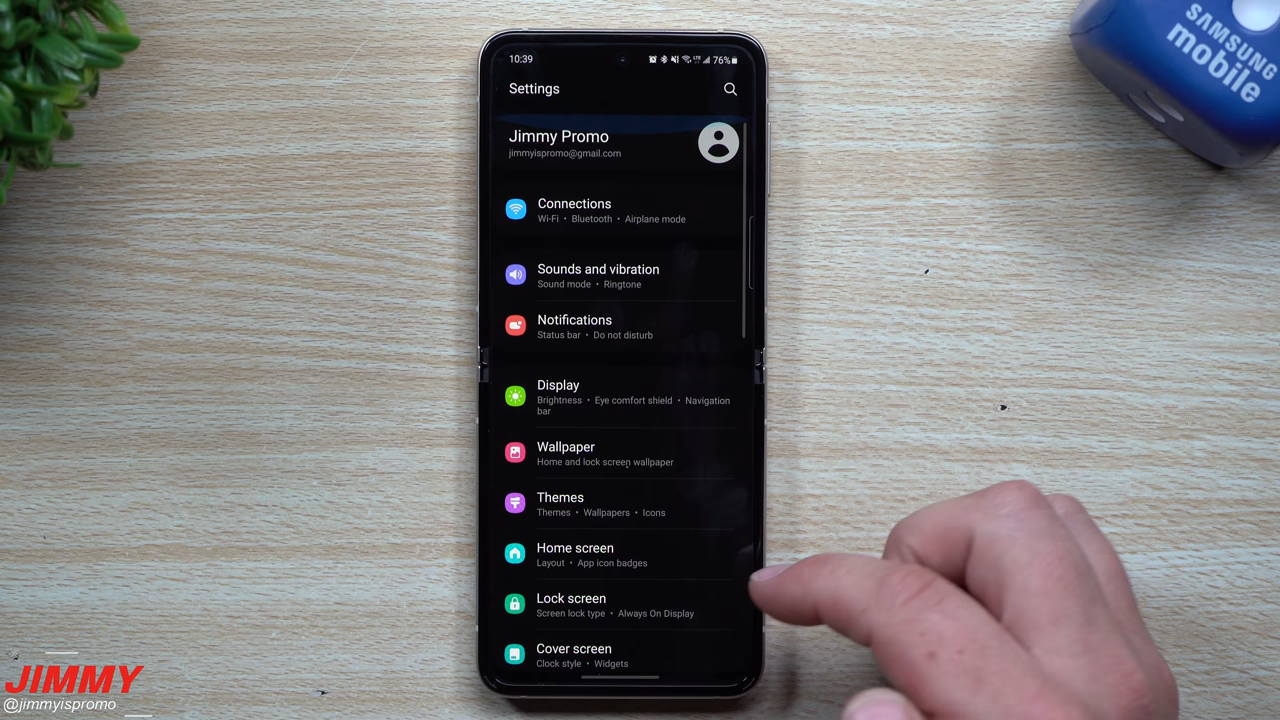 10:39
LTE
76%
Settings
Jimmy Promo
jimmyispromo@gmail.com
Connections
Wi-Fi • Bluetooth • Airplane mode
Sounds and vibration
Sound mode • Ringtone
Notifications
Status bar • Do not disturb
Display
Brightness • Eye comfort shield • Navigation
bar
Wallpaper
Home and lock screen wallpaper
Themes
Themes • Wallpapers • Icons
Home screen
Layout • App icon badges
Lock screen
Screen lock type • Always On Display
Cover screen
Clock style • Widgets
SAMSUNG
mobile
JIMMY
@jimmyispromo